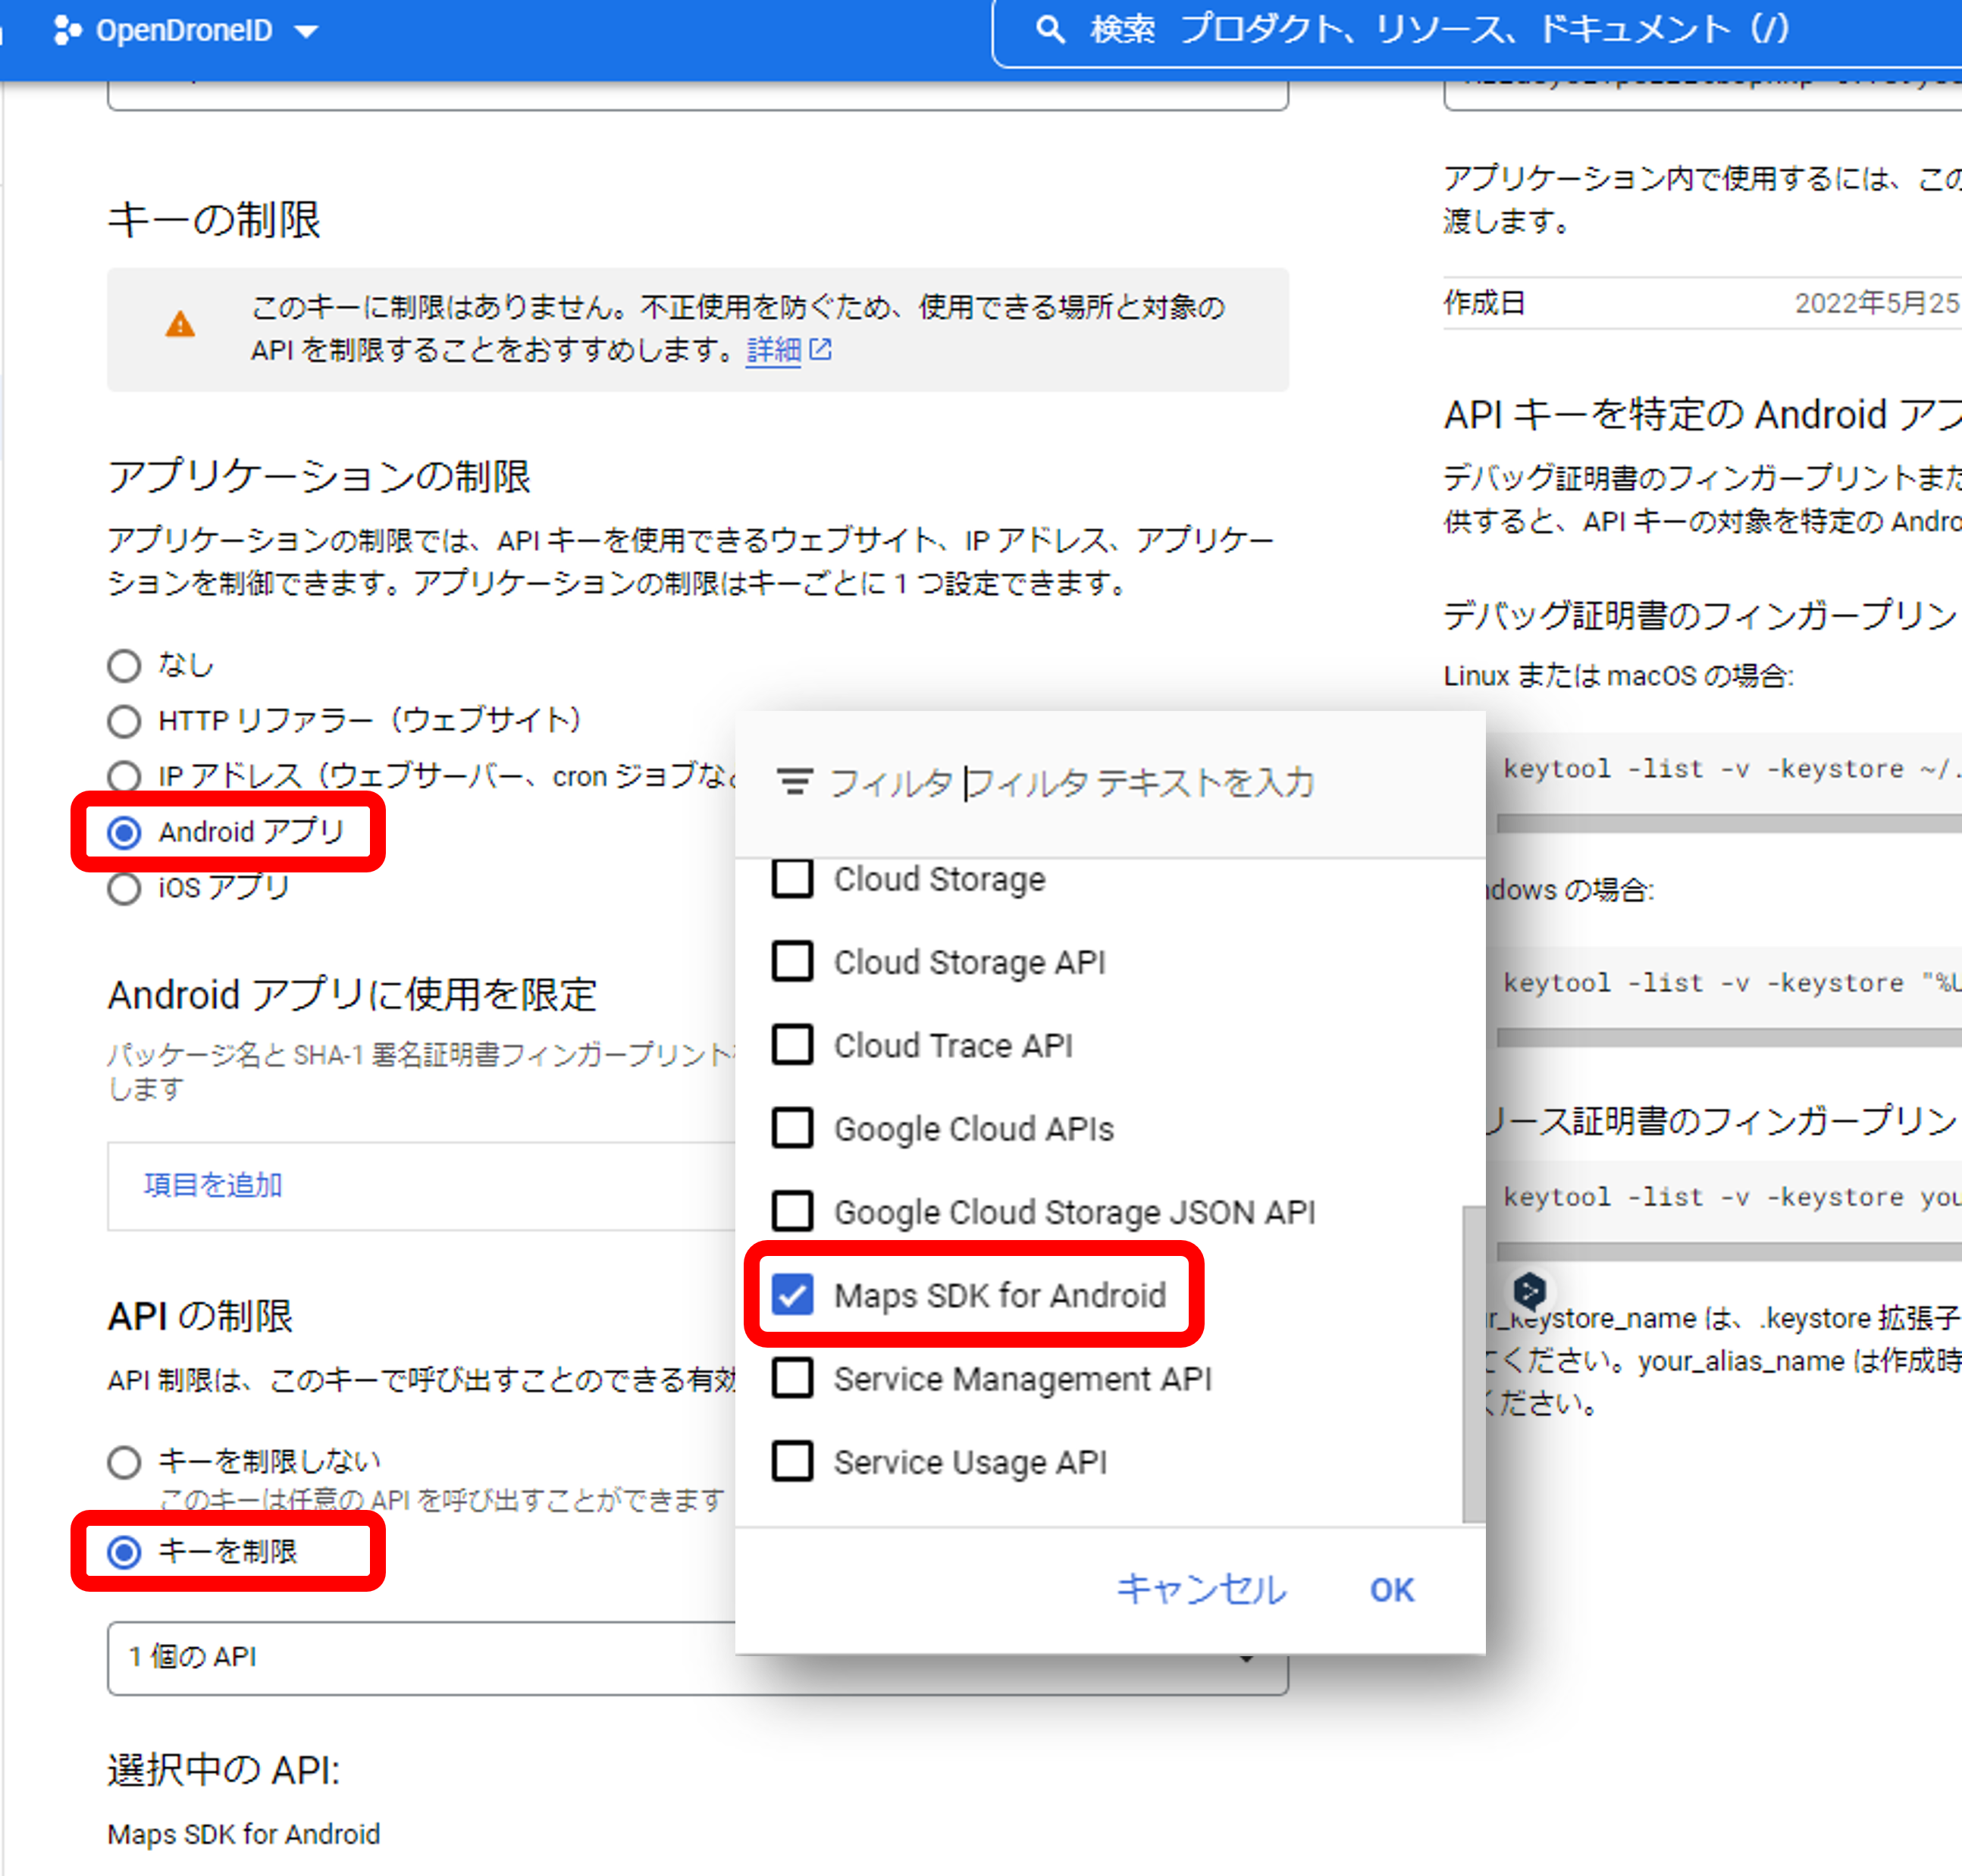 OpenDroneID
検索 プロダクト、リソース、ドキュメント (/)
キーの制限
このキーに制限はありません。不正使用を防ぐため、使用できる場所と対象の
API を制限することをおすすめします。詳細
アプリケーションの制限
アプリケーションの制限では、API キーを使用できるウェブサイト、IP アドレス、アプリケー
ションを制御できます。アプリケーションの制限はキーごとに 1 つ設定できます。
なし
HTTP リファラー（ウェブサイト）
IP アドレス（ウェブサーバー、cron ジョブな
Android アプリ
iOS アプリ
Android アプリに使用を限定
パッケージ名と SHA-1 署名証明書フィンガープリント
します
項目を追加
API の制限
API 制限は、このキーで呼び出すことのできる有効
キーを制限しない
このキーは任意の API を呼び出すことができます
キーを制限
1 個の API
選択中の API:
Maps SDK for Android
フィルタ フィルタ テキストを入力
Cloud Storage
Cloud Storage API
Cloud Trace API
Google Cloud APIs
Google Cloud Storage JSON API
Maps SDK for Android
Service Management API
Service Usage API
キャンセル OK
アプリケーション内で使用するには、この
渡します。
作成日 2022年5月25
API キーを特定の Android アプ
デバッグ証明書のフィンガープリントまた
供すると、API キーの対象を特定の Andro
デバッグ証明書のフィンガープリン
Linux または macOS の場合:
keytool -list -v -keystore ~/.
ndows の場合:
keytool -list -v -keystore "%U
リース証明書のフィンガープリン
keytool -list -v -keystore you
r_keystore_name は、.keystore 拡張子
てください。your_alias_name は作成時
ください。